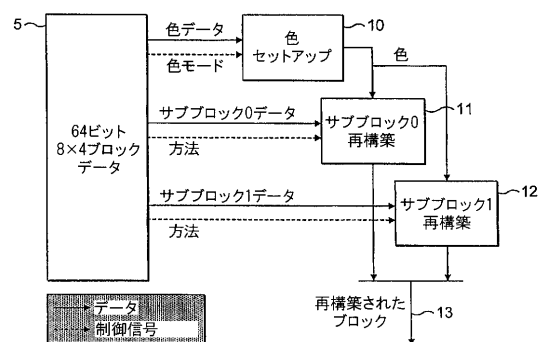 5
64ビット
8×4ブロック
データ
色データ
色モード
10
色
セットアップ
色
サブブロック0データ
方法
11
サブブロック0
再構築
サブブロック1データ
方法
12
サブブロック1
再構築
再構築された
ブロック
13
データ
制御信号